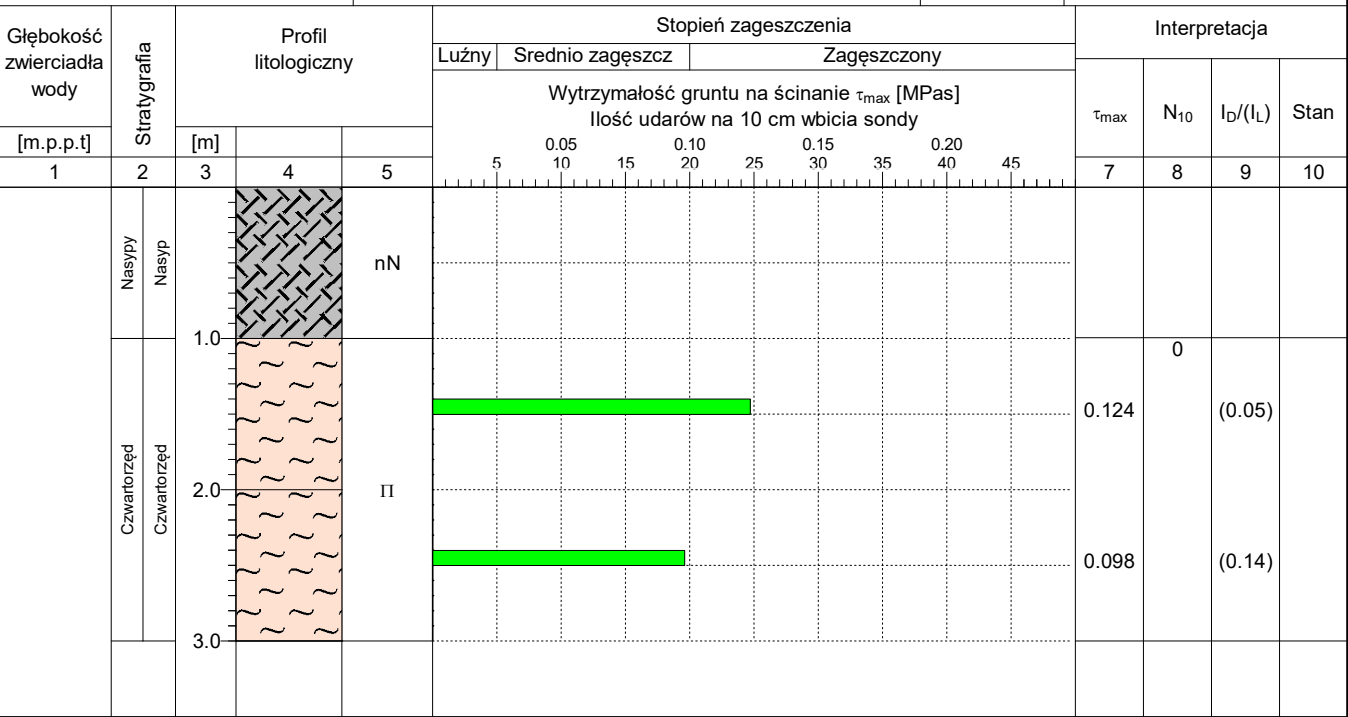 Głębokość
zwierciadła
wody
[m.p.p.t]
Stratygrafia
Profil
litologiczny
[m]
Stopień zageszczenia
Luźny Srednio zagęszcz Zagęszczony
Wytrzymałość gruntu na ścinanie τmax [MPas]
Ilość udarów na 10 cm wbicia sondy
0.05 0.10 0.15 0.20
5 10 15 20 25 30 35 40 45
Interpretacja
τmax N10 ID/(IL) Stan
1 2 3 4 5 7 8 9 10
Nasypy
Nasyp
nN
1.0
0
0.124 (0.05)
Czwartorzęd
Czwartorzęd
2.0
Π
0.098 (0.14)
3.0